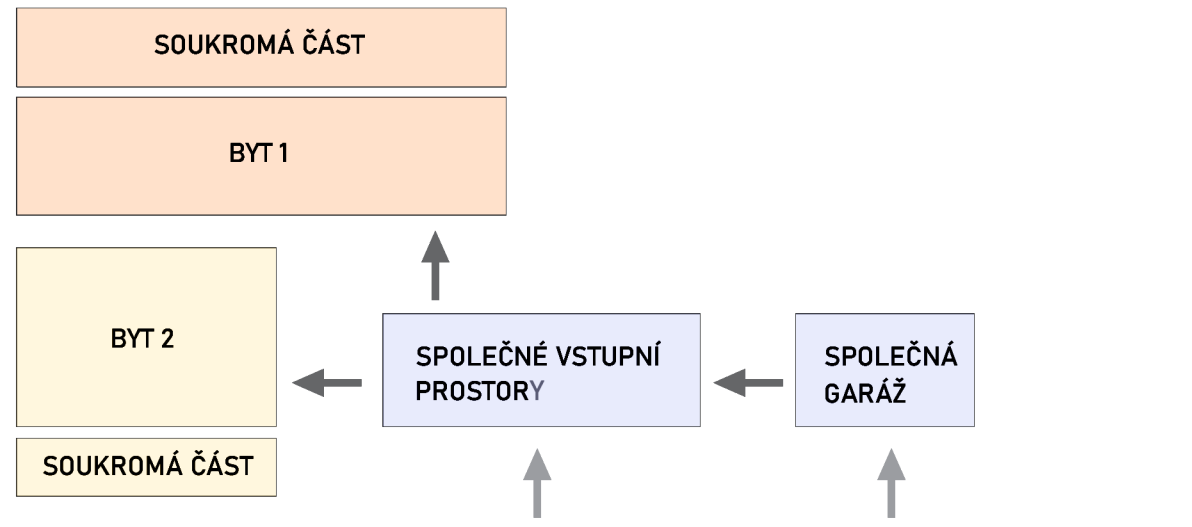 SOUKROMÁ ČÁST
BYT 1
BYT 2
SPOLEČNÉ VSTUPNÍ
PROSTORY
SPOLEČNÁ
GARÁŽ
SOUKROMÁ ČÁST